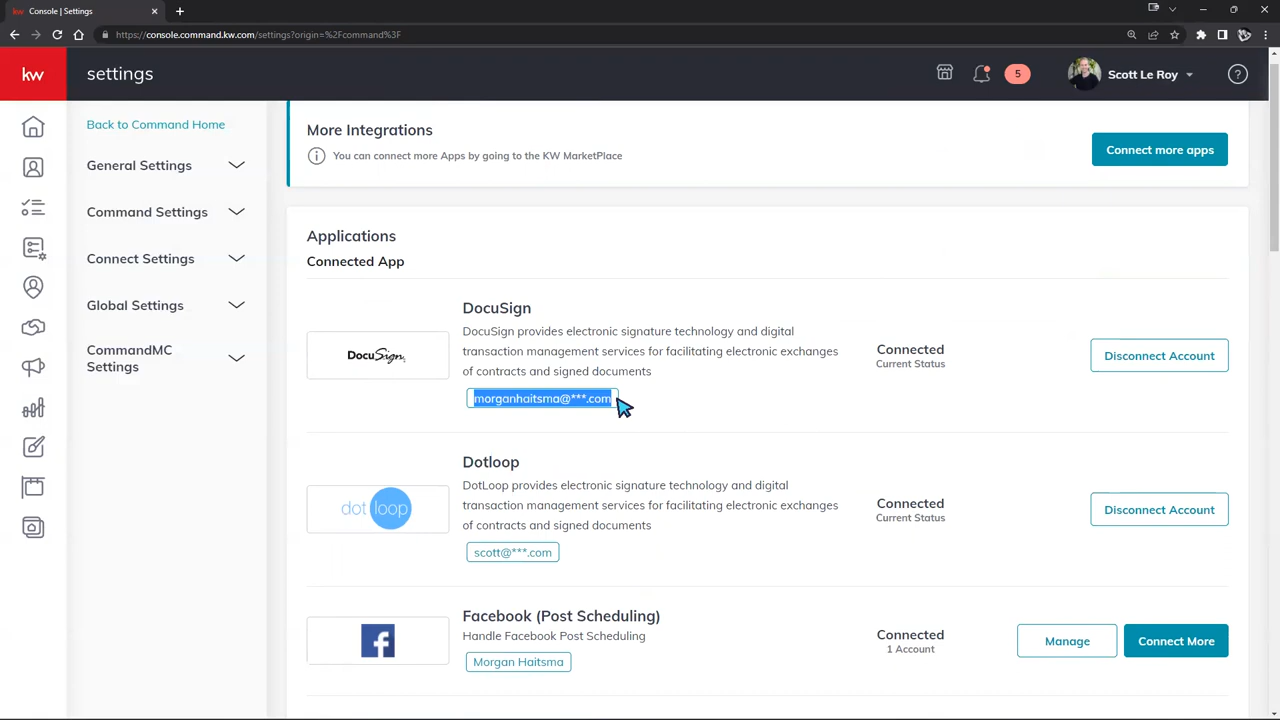 kw Console | Settings
https://console.command.kw.com/settings?origin=%2Fcommand%3F
kw
settings
5
Scott Le Roy
?
Back to Command Home
General Settings
Command Settings
Connect Settings
Global Settings
CommandMC
Settings
More Integrations
You can connect more Apps by going to the KW MarketPlace
Connect more apps
Applications
Connected App
DocuSign
DocuSign provides electronic signature technology and digital
transaction management services for facilitating electronic exchanges
of contracts and signed documents
morganhaitsma@***.com
DocuSign
Connected
Current Status
Disconnect Account
Dotloop
DotLoop provides electronic signature technology and digital
transaction management services for facilitating electronic exchanges
of contracts and signed documents
scott@***.com
dot loop
Connected
Current Status
Disconnect Account
Facebook (Post Scheduling)
Handle Facebook Post Scheduling
Morgan Haitsma
f
Connected
1 Account
Manage
Connect More